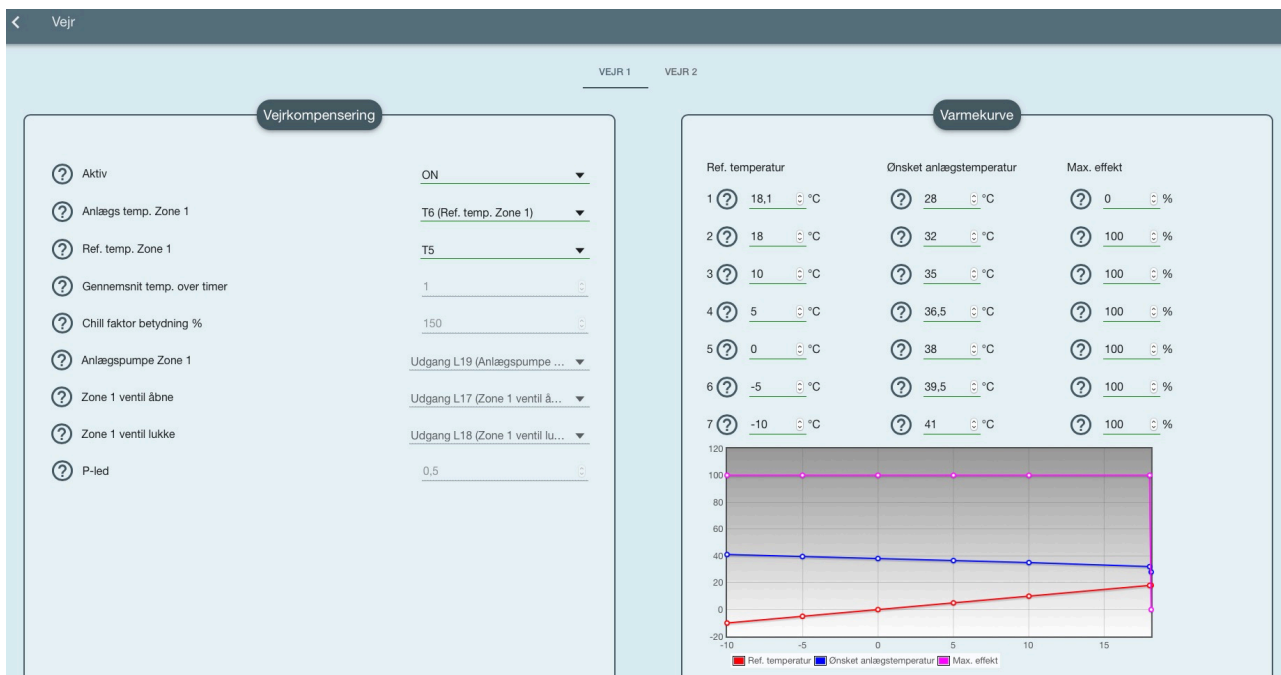 Vejr
VEJR 1 VEJR 2
Vejrkompensering
Aktiv ON
Anlægs temp. Zone 1 T6 (Ref. temp. Zone 1)
Ref. temp. Zone 1 T5
Gennemsnit temp. over timer 1
Chill faktor betydning % 150
Anlægspumpe Zone 1 Udgang L19 (Anlægspumpe ...
Zone 1 ventil åbne Udgang L17 (Zone 1 ventil å...
Zone 1 ventil lukke Udgang L18 (Zone 1 ventil lu...
P-led 0,5
Varmekurve
Ref. temperatur Ønsket anlægstemperatur Max. effekt
1 ? 18,1 °C ? 28 °C ? 0 %
2 ? 18 °C ? 32 °C ? 100 %
3 ? 10 °C ? 35 °C ? 100 %
4 ? 5 °C ? 36,5 °C ? 100 %
5 ? 0 °C ? 38 °C ? 100 %
6 ? -5 °C ? 39,5 °C ? 100 %
7 ? -10 °C ? 41 °C ? 100 %
120
100
80
60
40
20
0
-20
-10 -5 0 5 10 15
Ref. temperatur Ønsket anlægstemperatur Max. effekt